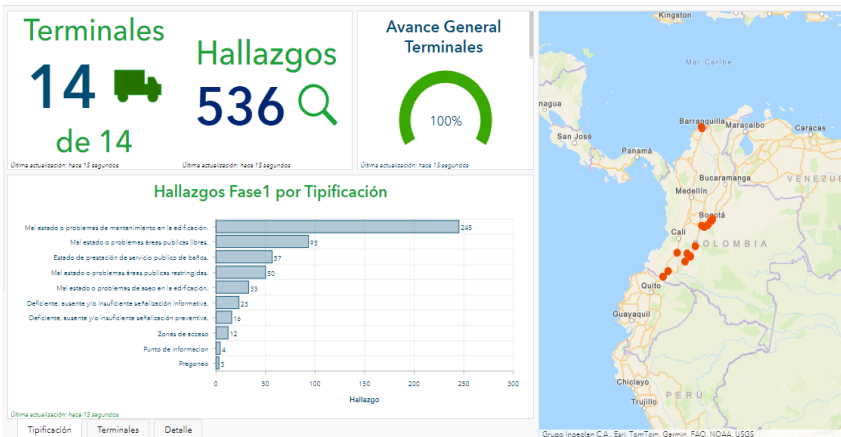 Terminales
14
de 14
Última actualización: hace 15 segundos
Hallazgos
536
Última actualización: hace 15 segundos
Avance General
Terminales
100%
Última actualización: hace 15 segundos
Hallazgos Fase1 por Tipificación
Mal estado o problemas de mantenimiento en la edificación. 245
Mal estado o problemas áreas publicas libres. 93
Estado de prestación de servicio publico de baños. 57
Mal estado o problemas áreas publicas restringidas. 50
Mal estado o problemas de aseo en la edificación. 33
Deficiente, ausente y/o insuficiente señalización informativa. 23
Deficiente, ausente y/o insuficiente señalización preventiva. 16
Zonas de acceso 12
Punto de informacion 4
Pregoneo 3
0 50 100 150 200 250 300
Hallazgo
Última actualización: hace 15 segundos
Tipificación Terminales Detalle
Kingston
Mar Caribe
nagua
Barranquilla
Maracaibo
Caracas
San José
Panamá
Bucaramanga
VENEZUE
Medellín
Bogotá
Cali
COLOMBIA
Quito
Guayaquil
Chiclayo
PERÚ
Trujillo
Grupo Ingeplan C.A., Esri, TomTom, Garmin, FAO, NOAA, USGS